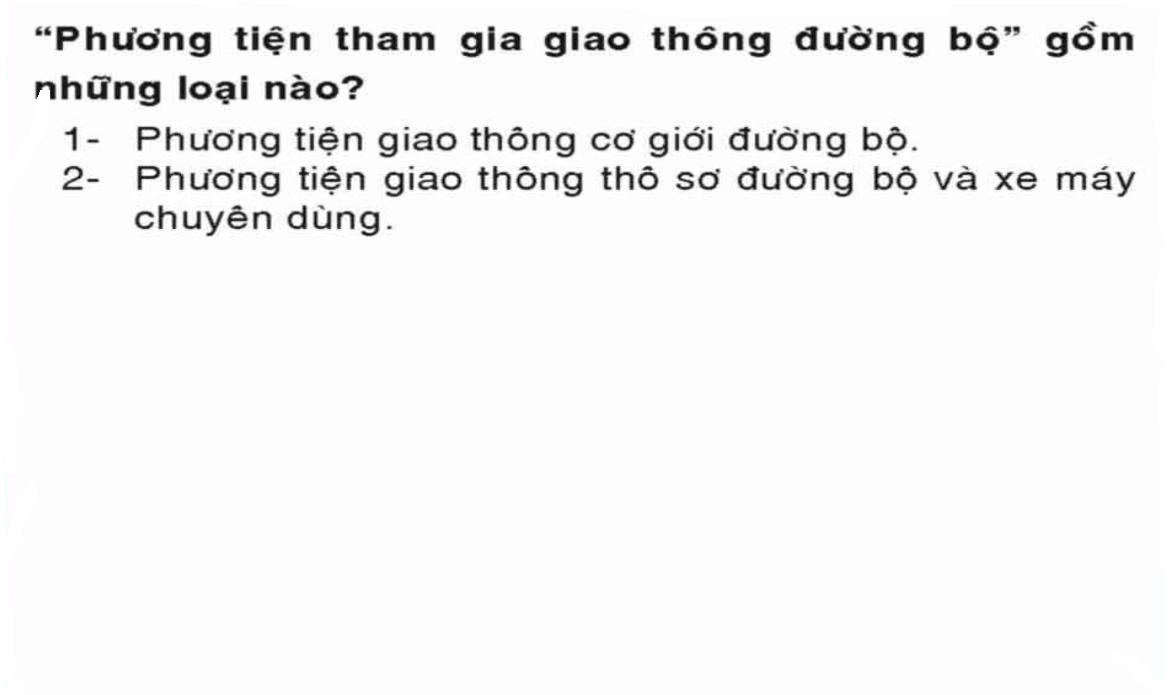 “Phương tiện tham gia giao thông đường bộ” gồm
những loại nào?
1- Phương tiện giao thông cơ giới đường bộ.
2- Phương tiện giao thông thô sơ đường bộ và xe máy
chuyên dùng.